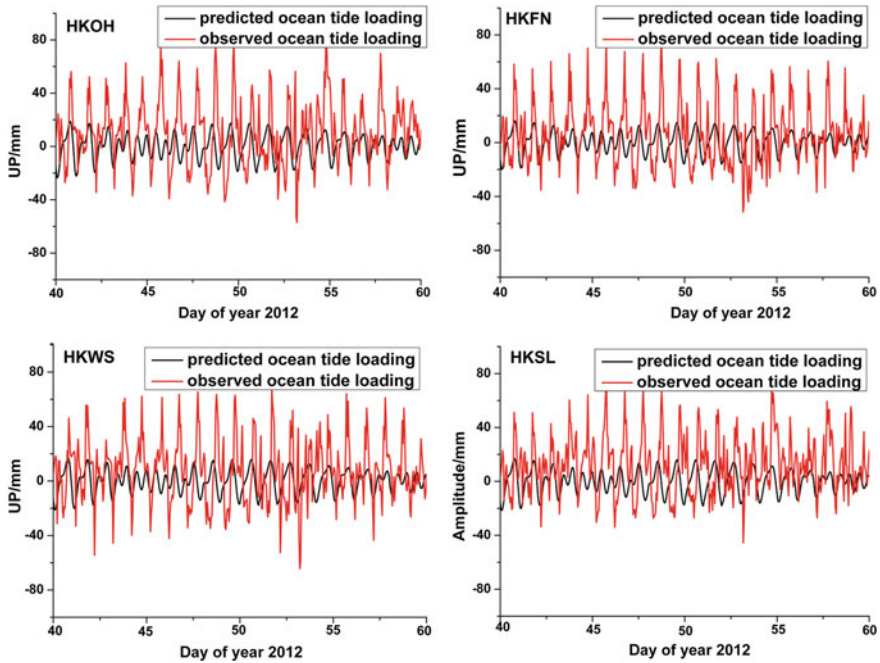 HKOH
predicted ocean tide loading
observed ocean tide loading
80
40
0
-40
-80
UP/mm
40 45 50 55 60
Day of year 2012
HKFN
predicted ocean tide loading
observed ocean tide loading
80
40
0
-40
-80
UP/mm
40 45 50 55 60
Day of year 2012
HKWS
predicted ocean tide loading
observed ocean tide loading
80
40
0
-40
-80
UP/mm
40 45 50 55 60
Day of year 2012
HKSL
predicted ocean tide loading
observed ocean tide loading
80
40
0
-40
-80
Amplitude/mm
40 45 50 55 60
Day of year 2012